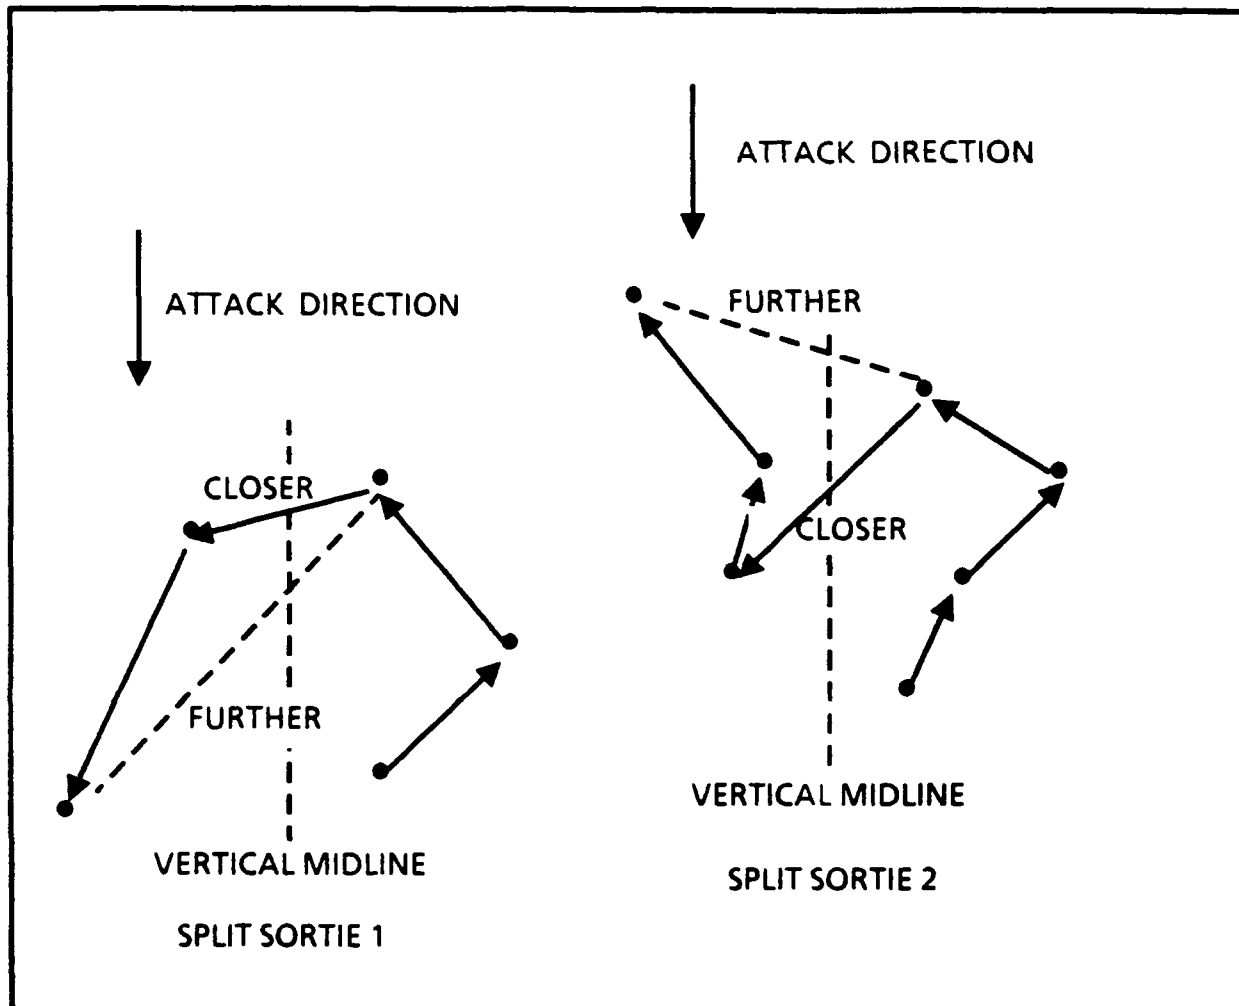 ATTACK DIRECTION
ATTACK DIRECTION
FURTHER
CLOSER
CLOSER
FURTHER
VERTICAL MIDLINE
VERTICAL MIDLINE
SPLIT SORTIE 2
SPLIT SORTIE 1